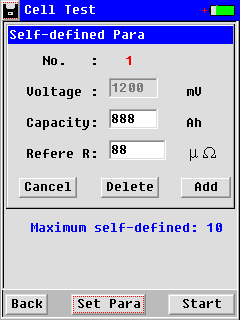 Cell Test
Self-defined Para
No. : 1
Voltage : 1200 mV
Capacity: 888 Ah
Refere R: 88 μΩ
Cancel Delete Add
Maximum self-defined: 10
Back Set Para Start